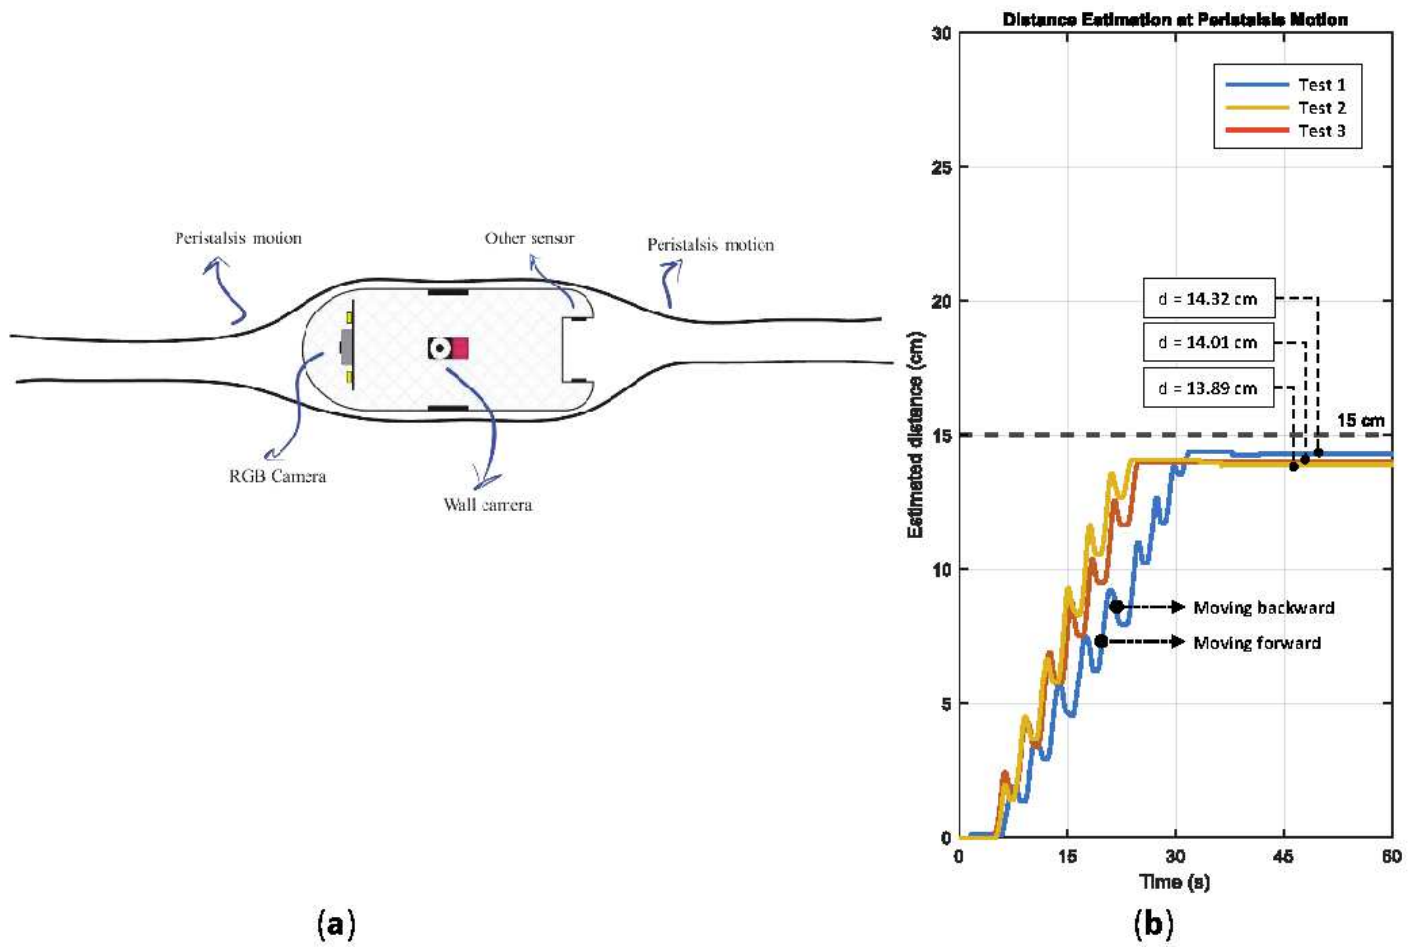 Distance Estimation at Peristalsis Motion
Peristalsis motion
Other sensor
Peristalsis motion
RGB Camera
Wall camera
Test 1
Test 2
Test 3
30
25
20
15
10
5
0
Estimated distance (cm)
d = 14.32 cm
d = 14.01 cm
d = 13.89 cm
15 cm
Moving backward
Moving forward
0 15 30 45 60
Time (s)
(a) (b)